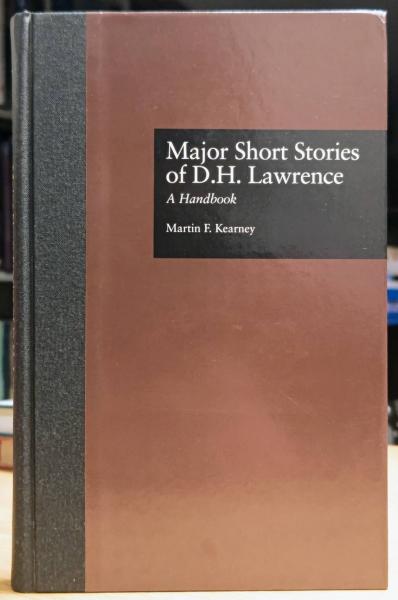 Major Short Stories
of D.H. Lawrence
A Handbook
Martin F. Kearney